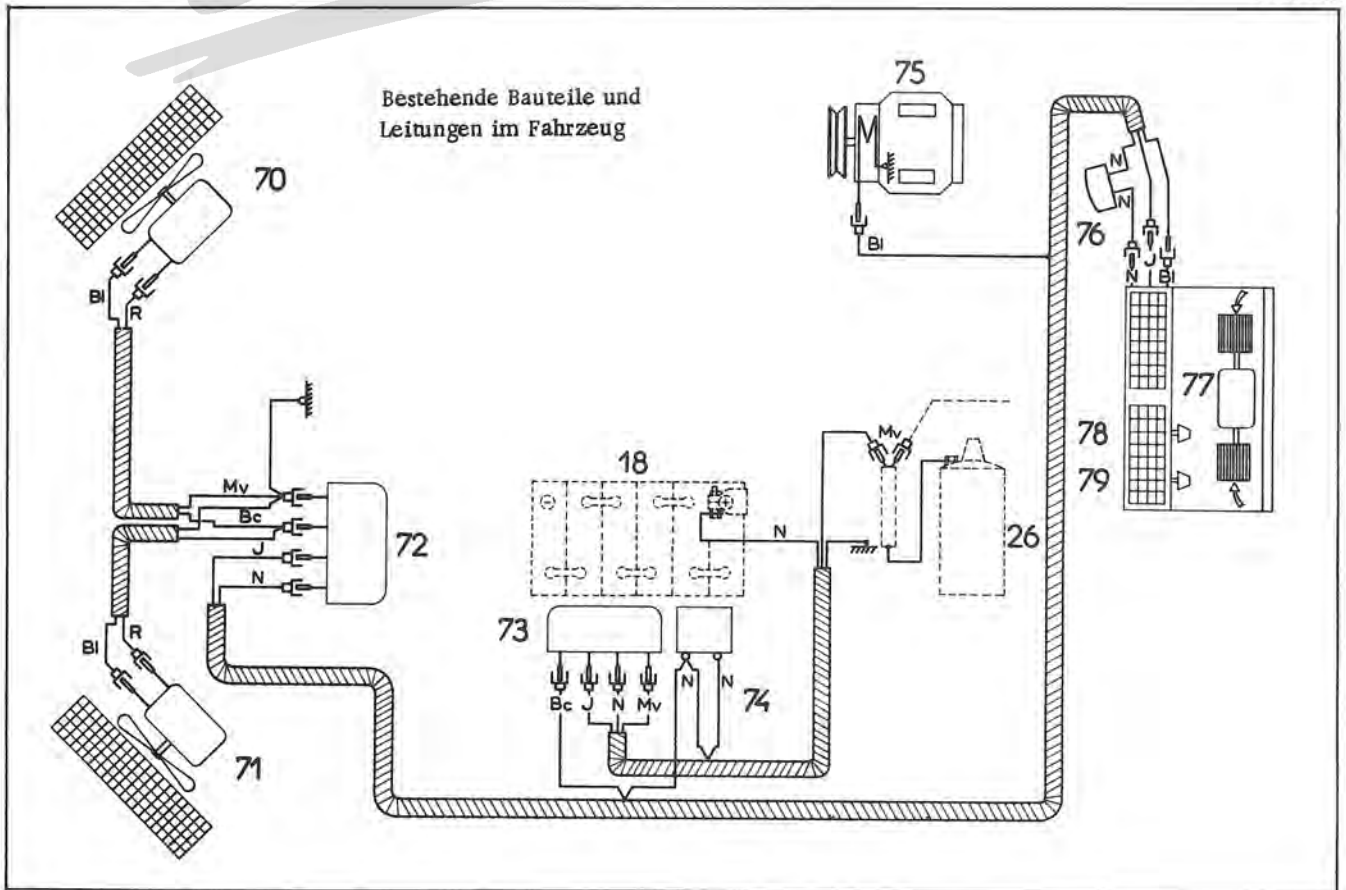 Bestehende Bauteile und
Leitungen im Fahrzeug
75
70
N
N
76
Bl
N
J
Bl
Bl
R
77
78
79
Mv
18
Mv
Bc
72
J
N
N
26
73
R
Bl
N
N
74
Bc
J
N
Mv
71